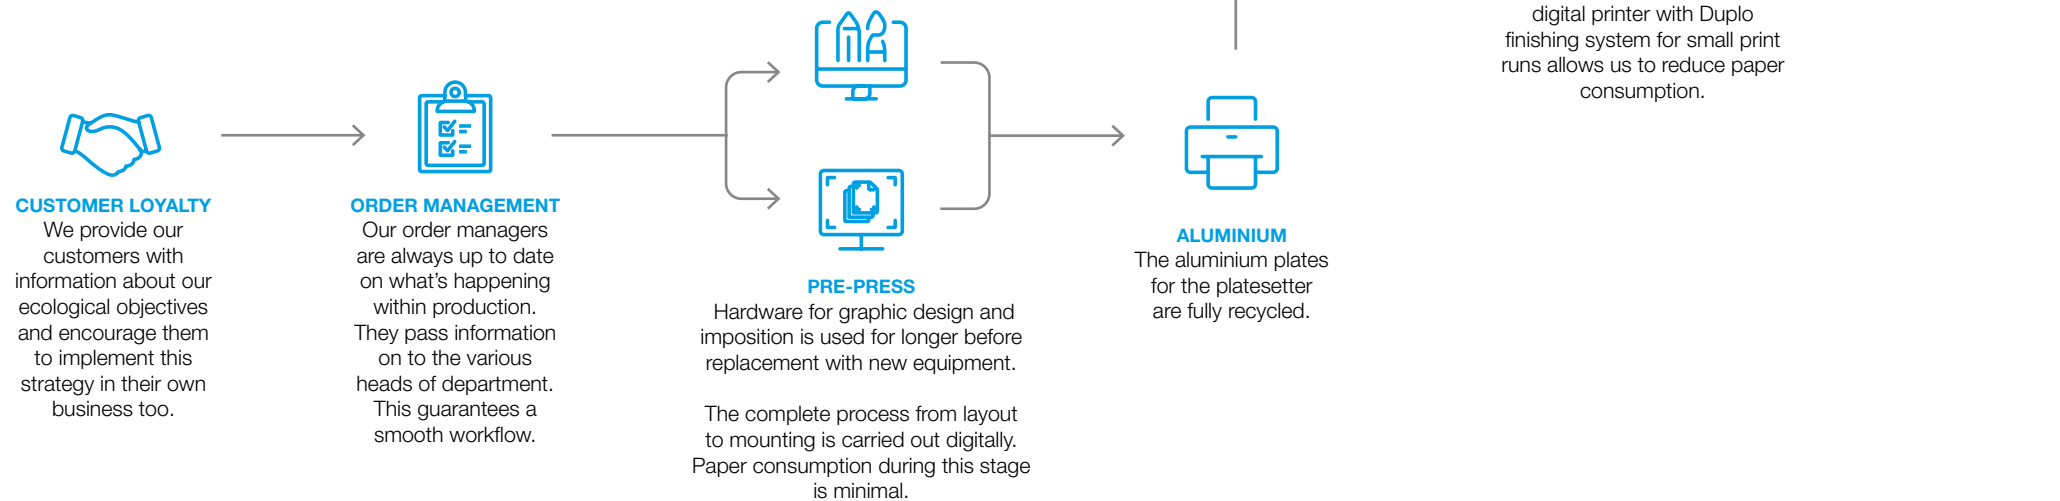 CUSTOMER LOYALTY
We provide our
customers with
information about our
ecological objectives
and encourage them
to implement this
strategy in their own
business too.
ORDER MANAGEMENT
Our order managers
are always up to date
on what’s happening
within production.
They pass information
on to the various
heads of department.
This guarantees a
smooth workflow.
PRE-PRESS
Hardware for graphic design and
imposition is used for longer before
replacement with new equipment.
The complete process from layout
to mounting is carried out digitally.
Paper consumption during this stage
is minimal.
ALUMINIUM
The aluminium plates
for the platesetter
are fully recycled.
digital printer with Duplo
finishing system for small print
runs allows us to reduce paper
consumption.